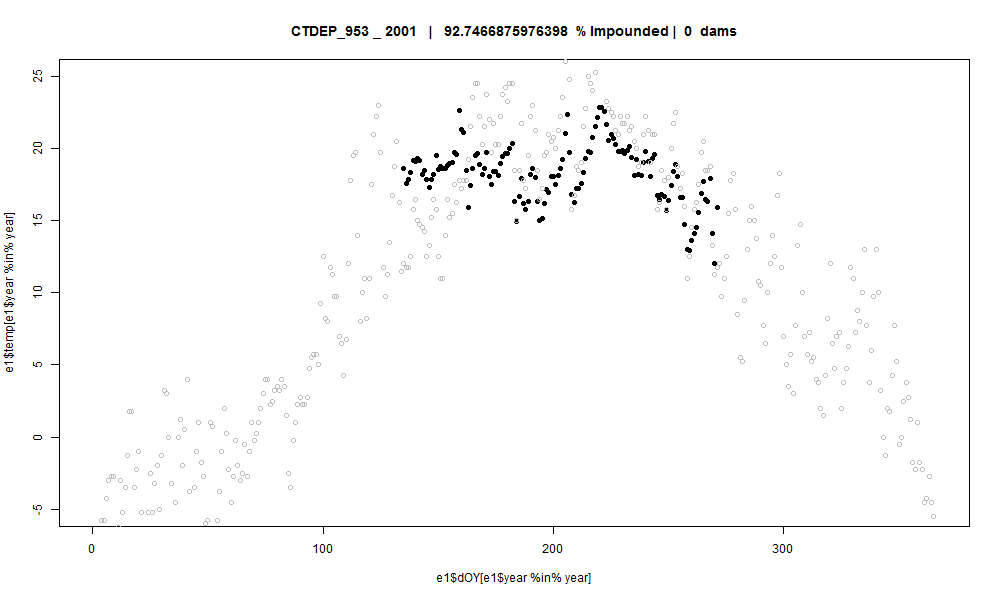 CTDEP_953 _ 2001 | 92.7466875976398 % Impounded | 0 dams
e1$temp[e1$year %in% year]
25
20
15
10
5
0
-5
0 100 200 300
e1$dOY[e1$year %in% year]